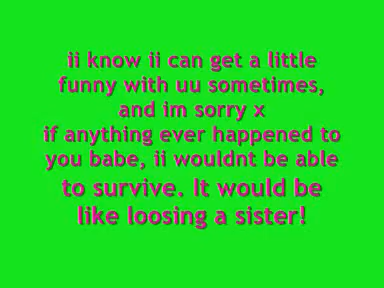 ii know ii can get a little
funny with uu sometimes,
and im sorry x
if anything ever happened to
you babe, ii wouldnt be able
to survive. It would be
like loosing a sister!